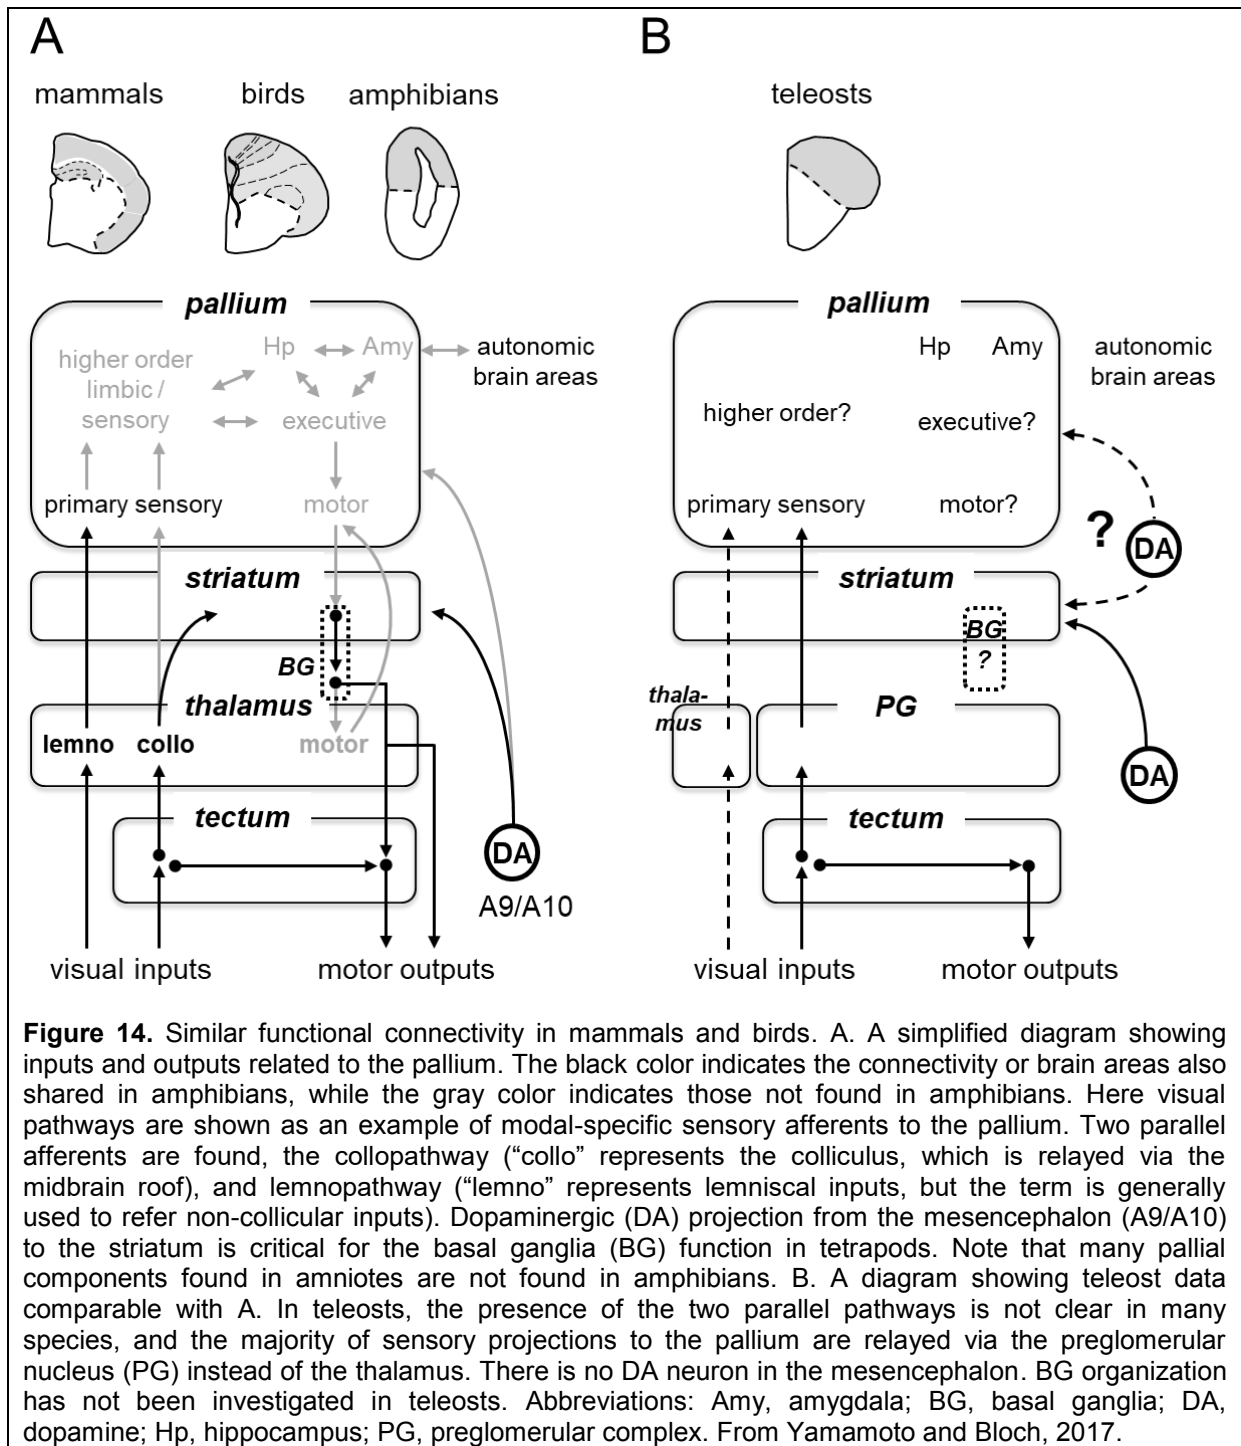 A
B
mammals
birds
amphibians
teleosts
pallium
higher order
limbic /
sensory
Hp
Amy
executive
primary sensory
motor
autonomic
brain areas
striatum
BG
thalamus
lemno
collo
motor
tectum
DA
A9/A10
visual inputs
motor outputs
pallium
Hp
Amy
higher order?
executive?
primary sensory
motor?
autonomic
brain areas
?
DA
striatum
BG
?
thala-
mus
PG
DA
tectum
visual inputs
motor outputs
Figure 14. Similar functional connectivity in mammals and birds. A. A simplified diagram showing
inputs and outputs related to the pallium. The black color indicates the connectivity or brain areas also
shared in amphibians, while the gray color indicates those not found in amphibians. Here visual
pathways are shown as an example of modal-specific sensory afferents to the pallium. Two parallel
afferents are found, the collopathway (“collo” represents the colliculus, which is relayed via the
midbrain roof), and lemnopathway (“lemno” represents lemniscal inputs, but the term is generally
used to refer non-collicular inputs). Dopaminergic (DA) projection from the mesencephalon (A9/A10)
to the striatum is critical for the basal ganglia (BG) function in tetrapods. Note that many pallial
components found in amniotes are not found in amphibians. B. A diagram showing teleost data
comparable with A. In teleosts, the presence of the two parallel pathways is not clear in many
species, and the majority of sensory projections to the pallium are relayed via the preglomerular
nucleus (PG) instead of the thalamus. There is no DA neuron in the mesencephalon. BG organization
has not been investigated in teleosts. Abbreviations: Amy, amygdala; BG, basal ganglia; DA,
dopamine; Hp, hippocampus; PG, preglomerular complex. From Yamamoto and Bloch, 2017.